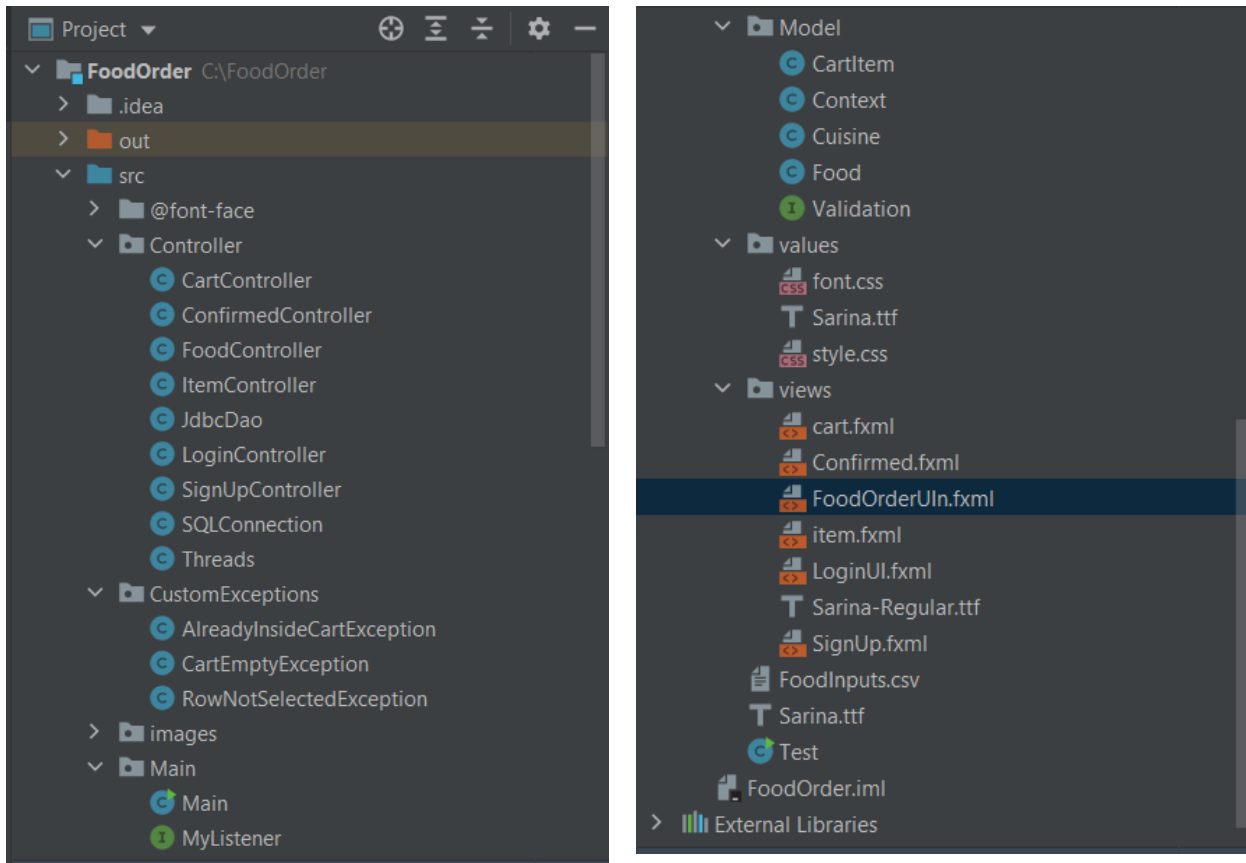 Project
FoodOrder C:\FoodOrder
.idea
out
src
@font-face
Controller
CartController
ConfirmedController
FoodController
ItemController
JdbcDao
LoginController
SignUpController
SQLConnection
Threads
CustomExceptions
AlreadyInsideCartException
CartEmptyException
RowNotSelectedException
images
Main
Main
MyListener
Model
CartItem
Context
Cuisine
Food
Validation
values
font.css
Sarina.ttf
style.css
views
cart.fxml
Confirmed.fxml
FoodOrderUIn.fxml
item.fxml
LoginUI.fxml
Sarina-Regular.ttf
SignUp.fxml
FoodInputs.csv
Sarina.ttf
Test
FoodOrder.iml
External Libraries